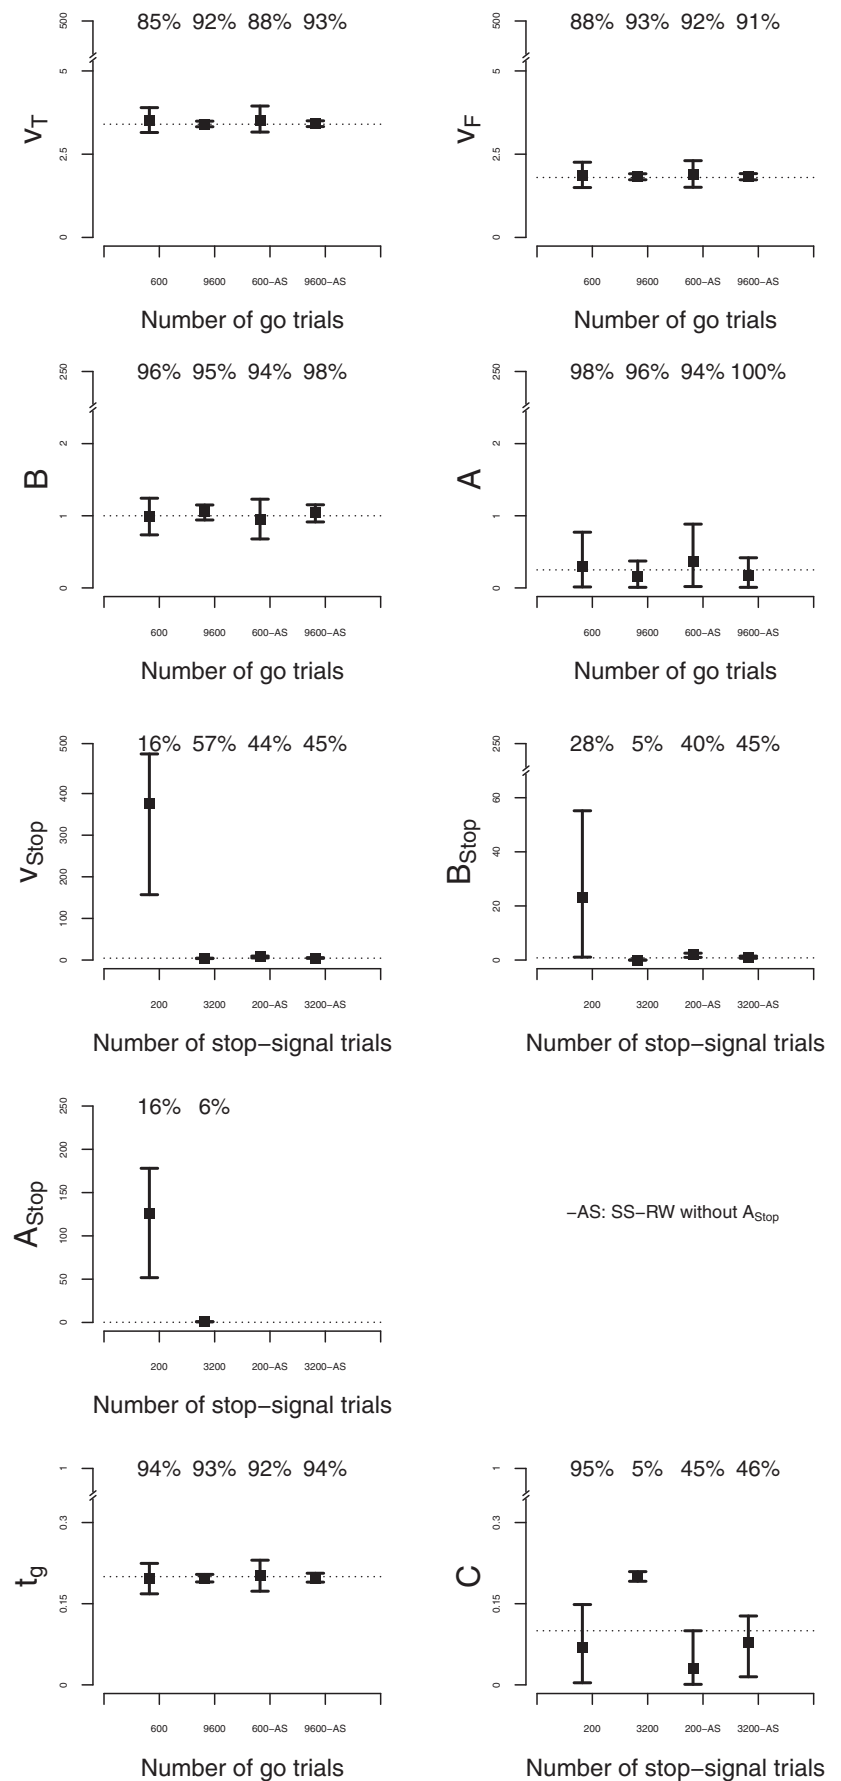 85% 92% 88% 93%
500
5
2.5
0
vT
600 9600 600−AS 9600−AS
Number of go trials
88% 93% 92% 91%
500
5
2.5
0
vF
600 9600 600−AS 9600−AS
Number of go trials
96% 95% 94% 98%
250
2
1
0
B
600 9600 600−AS 9600−AS
Number of go trials
98% 96% 94% 100%
250
2
1
0
A
600 9600 600−AS 9600−AS
Number of go trials
16% 57% 44% 45%
500
400
300
200
100
0
vStop
200 3200 200−AS 3200−AS
Number of stop−signal trials
28% 5% 40% 45%
250
60
40
20
0
BStop
200 3200 200−AS 3200−AS
Number of stop−signal trials
16% 6%
250
200
150
100
50
0
AStop
200 3200 200−AS 3200−AS
Number of stop−signal trials
−AS: SS−RW without AStop
94% 93% 92% 94%
1
0.3
0.15
0
tg
600 9600 600−AS 9600−AS
Number of go trials
95% 5% 45% 46%
1
0.3
0.15
0
C
200 3200 200−AS 3200−AS
Number of stop−signal trials